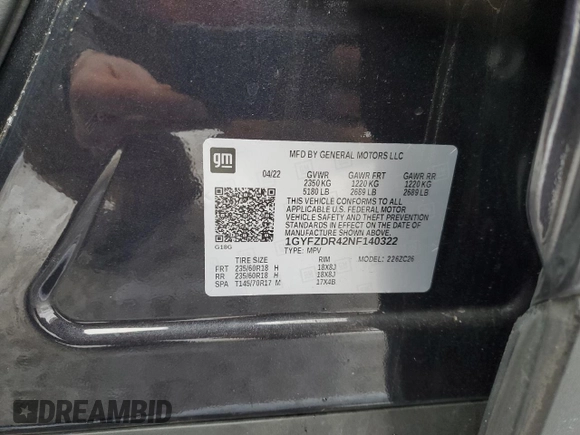 gm
MFD BY GENERAL MOTORS LLC
04/22 GVWR GAWR FRT GAWR RR
2350 KG 1220 KG 1220 KG
5180 LB 2689 LB 2689 LB
THIS VEHICLE CONFORMS TO ALL
APPLICABLE U.S. FEDERAL MOTOR
VEHICLE SAFETY AND THEFT PREVENTION
STANDARDS IN EFFECT ON THE DATE
OF MANUFACTURE SHOWN ABOVE.
1GYFZDR42NF140322
G1BG
TYPE: MPV
TIRE SIZE RIM MODEL: 226ZC26
FRT 235/60R18 H 18X8J
RR 235/60R18 H 18X8J
SPA T145/70R17 M 17X4B
DREAMBID